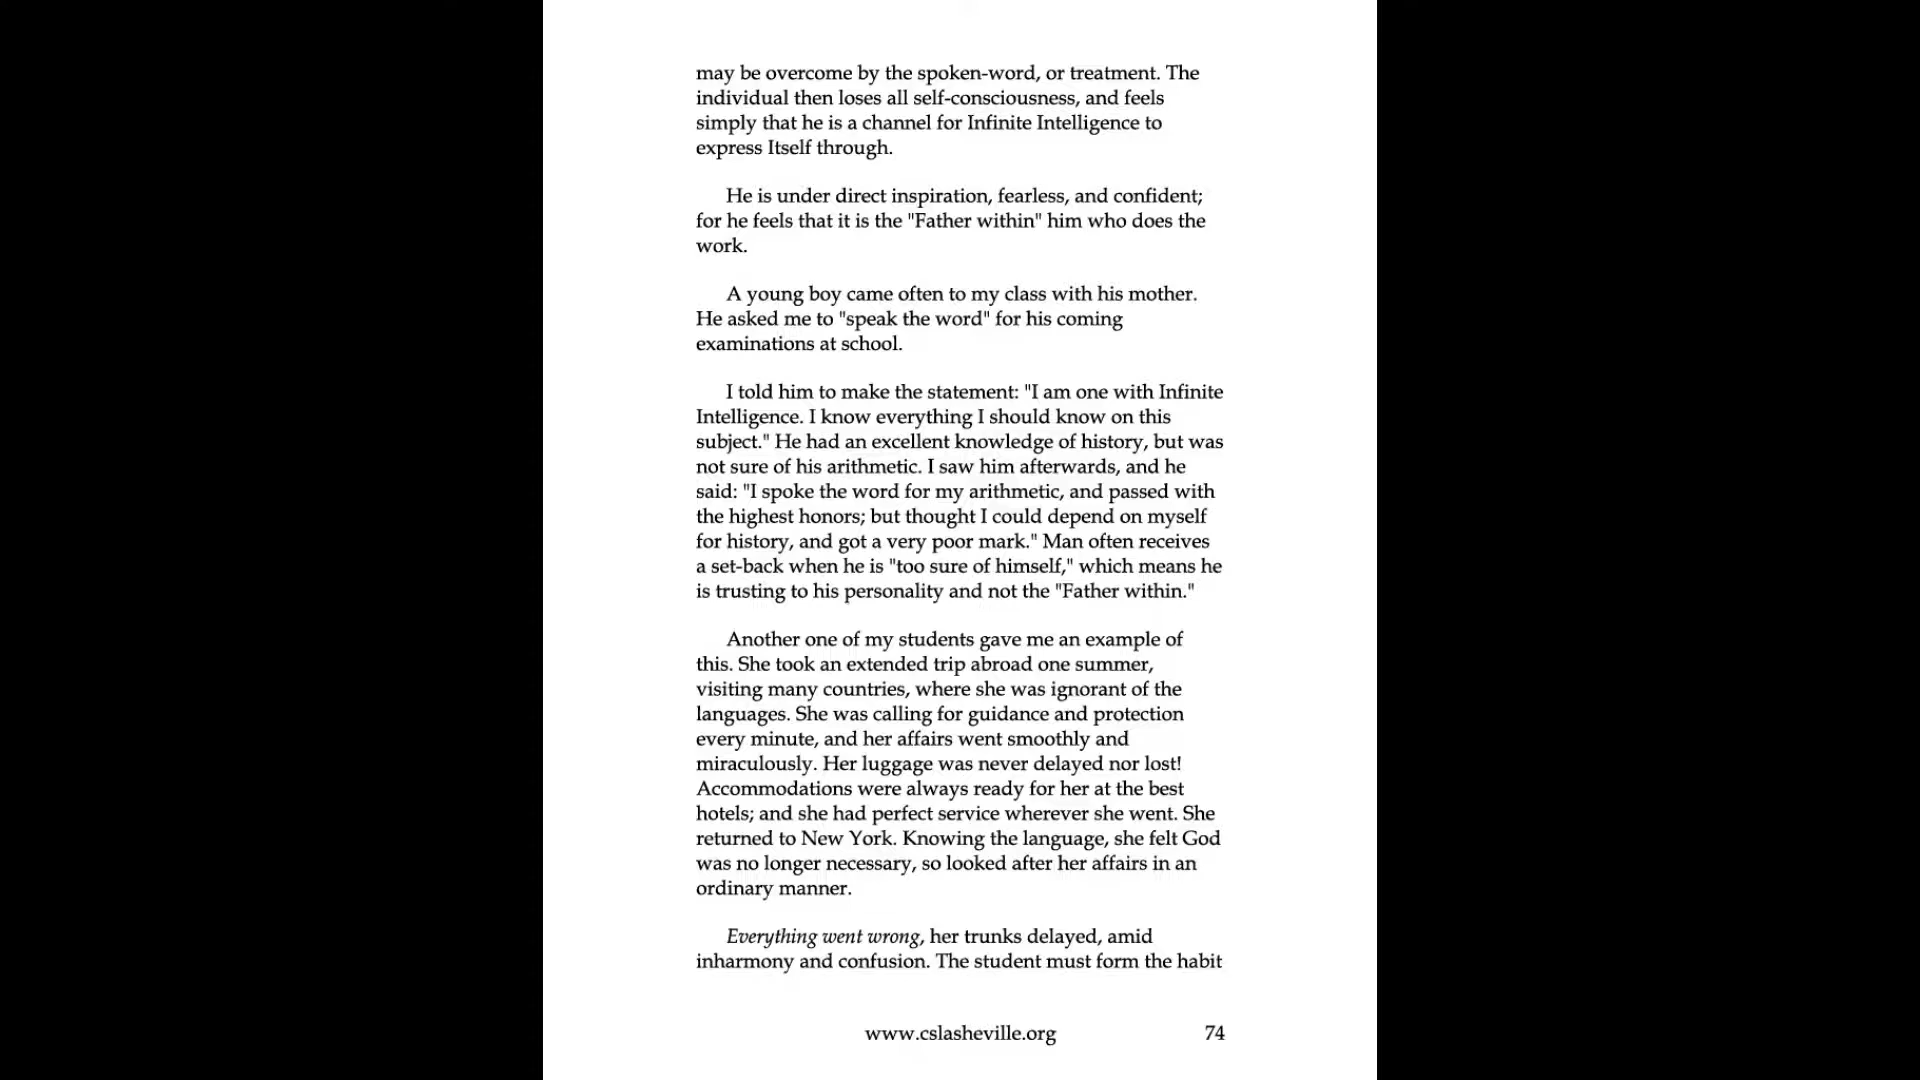 may be overcome by the spoken-word, or treatment. The
individual then loses all self-consciousness, and feels
simply that he is a channel for Infinite Intelligence to
express Itself through.
He is under direct inspiration, fearless, and confident;
for he feels that it is the "Father within" him who does the
work.
A young boy came often to my class with his mother.
He asked me to "speak the word" for his coming
examinations at school.
I told him to make the statement: "I am one with Infinite
Intelligence. I know everything I should know on this
subject." He had an excellent knowledge of history, but was
not sure of his arithmetic. I saw him afterwards, and he
said: "I spoke the word for my arithmetic, and passed with
the highest honors; but thought I could depend on myself
for history, and got a very poor mark." Man often receives
a set-back when he is "too sure of himself," which means he
is trusting to his personality and not the "Father within."
Another one of my students gave me an example of
this. She took an extended trip abroad one summer,
visiting many countries, where she was ignorant of the
languages. She was calling for guidance and protection
every minute, and her affairs went smoothly and
miraculously. Her luggage was never delayed nor lost!
Accommodations were always ready for her at the best
hotels; and she had perfect service wherever she went. She
returned to New York. Knowing the language, she felt God
was no longer necessary, so looked after her affairs in an
ordinary manner.
Everything went wrong, her trunks delayed, amid
inharmony and confusion. The student must form the habit
www.cslasheville.org 74